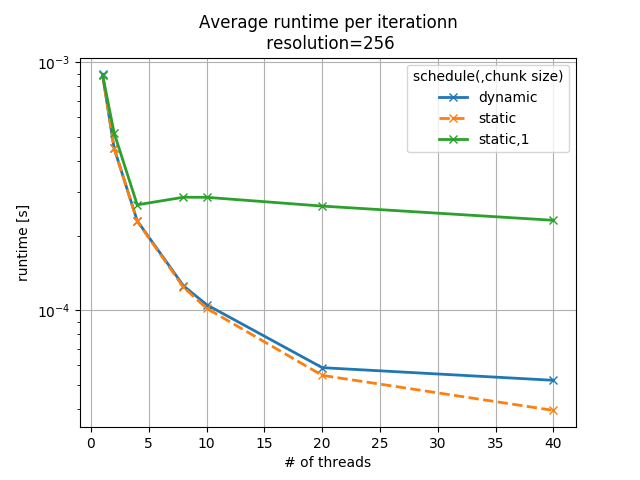 Average runtime per iterationn
resolution=256
schedule(,chunk size)
dynamic
static
static,1
runtime [s]
10⁻³
10⁻⁴
0 5 10 15 20 25 30 35 40
# of threads